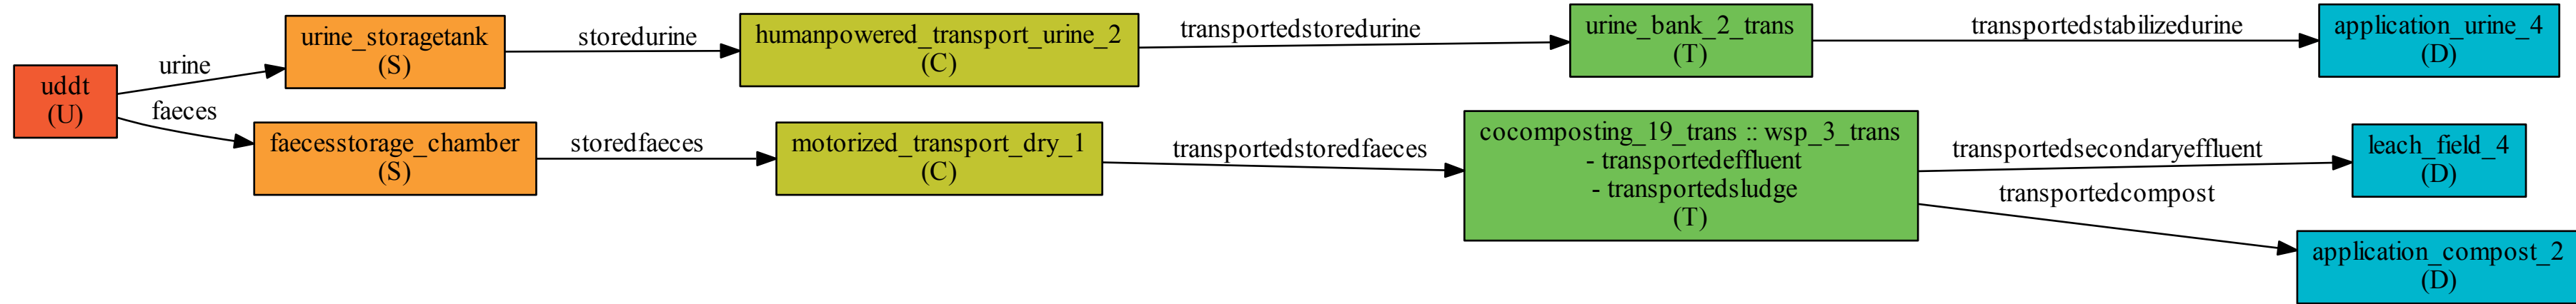 uddt
(U)
urine
faeces
urine_storagetank
(S)
faecesstorage_chamber
(S)
storedurine
storedfaeces
humanpowered_transport_urine_2
(C)
motorized_transport_dry_1
(C)
transportedstoredurine
transportedstoredfaeces
urine_bank_2_trans
(T)
cocomposting_19_trans :: wsp_3_trans
- transportedeffluent
- transportedsludge
(T)
transportedstabilizedurine
transportedsecondaryeffluent
transportedcompost
application_urine_4
(D)
leach_field_4
(D)
application_compost_2
(D)